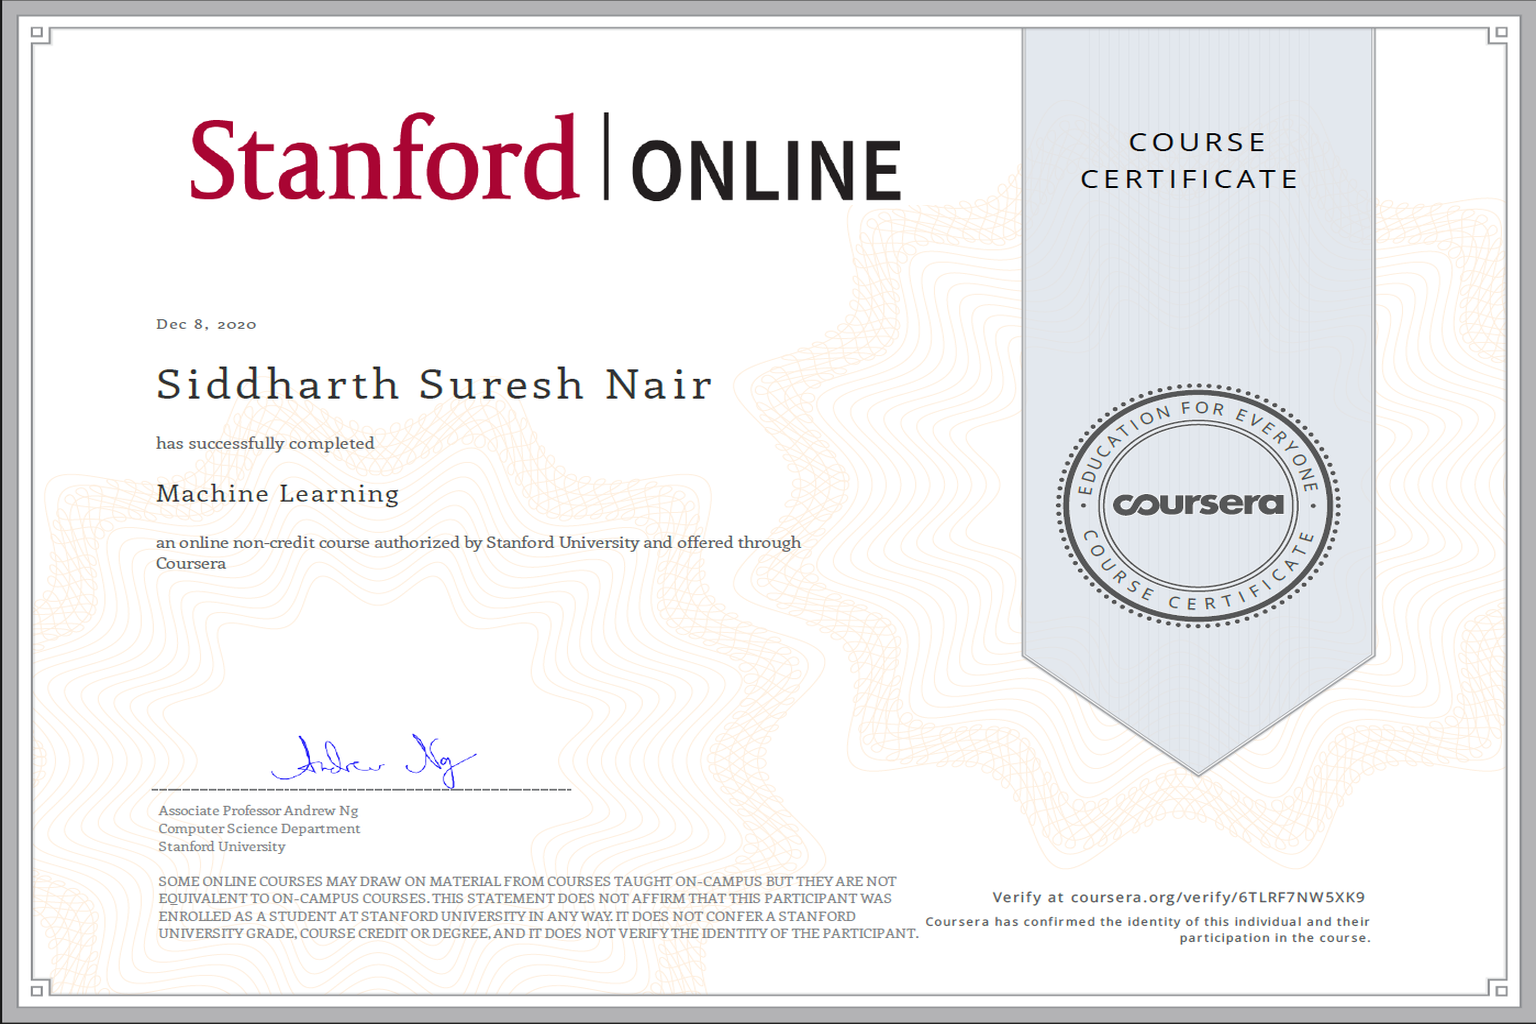 Stanford | ONLINE
COURSE
CERTIFICATE
Dec 8, 2020
Siddharth Suresh Nair
has successfully completed
Machine Learning
an online non-credit course authorized by Stanford University and offered through
Coursera
• EDUCATION FOR EVERYONE •
coursera
COURSE CERTIFICATE
Andrew Ng
Associate Professor Andrew Ng
Computer Science Department
Stanford University
SOME ONLINE COURSES MAY DRAW ON MATERIAL FROM COURSES TAUGHT ON-CAMPUS BUT THEY ARE NOT
EQUIVALENT TO ON-CAMPUS COURSES. THIS STATEMENT DOES NOT AFFIRM THAT THIS PARTICIPANT WAS
ENROLLED AS A STUDENT AT STANFORD UNIVERSITY IN ANY WAY. IT DOES NOT CONFER A STANFORD
UNIVERSITY GRADE, COURSE CREDIT OR DEGREE, AND IT DOES NOT VERIFY THE IDENTITY OF THE PARTICIPANT.
Verify at coursera.org/verify/6TLRF7NW5XK9
Coursera has confirmed the identity of this individual and their
participation in the course.